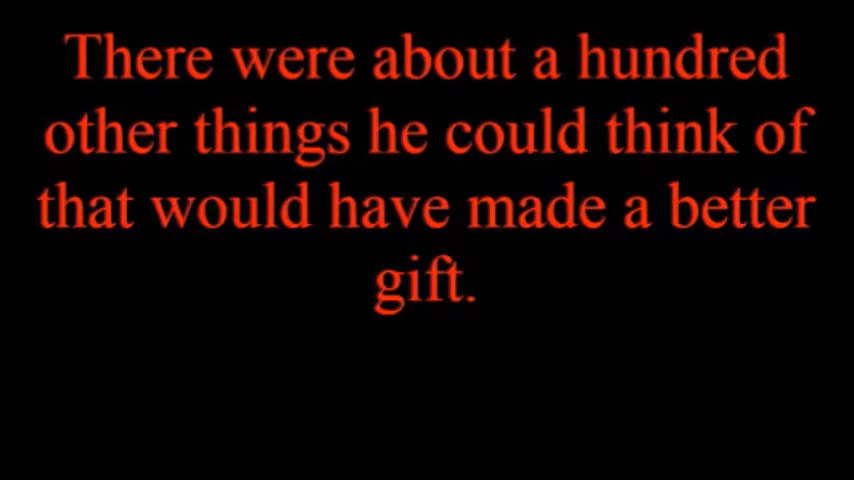 There were about a hundred
other things he could think of
that would have made a better
gift.